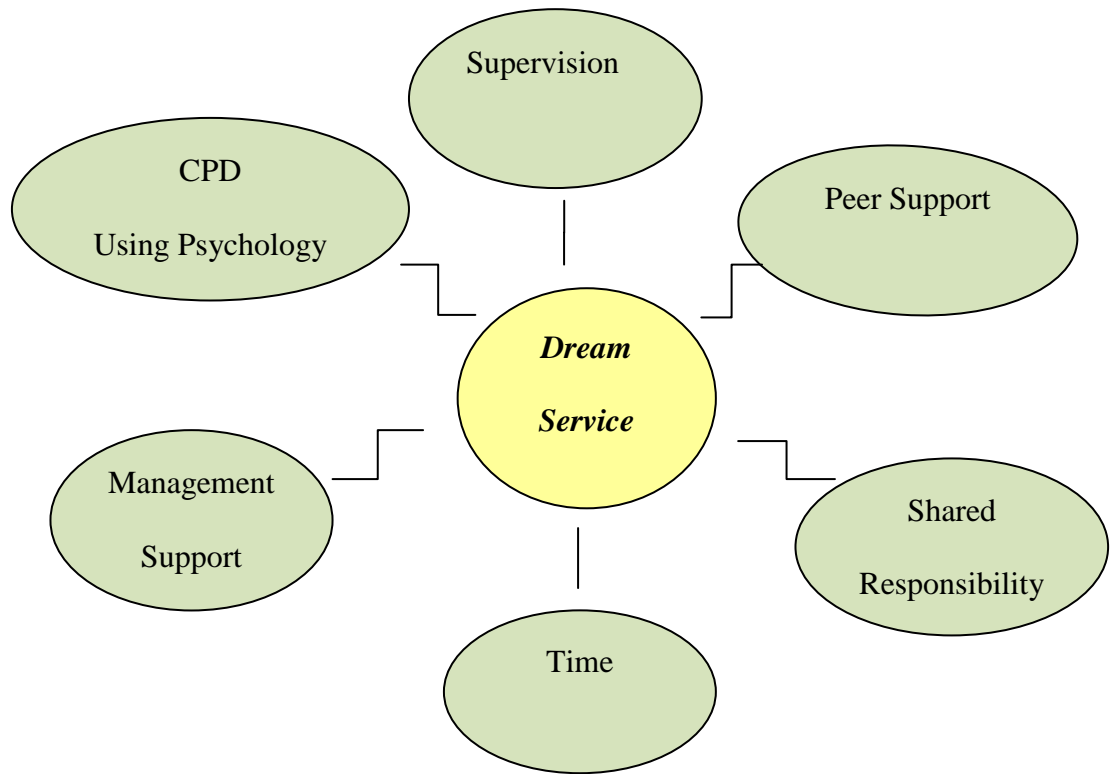 Supervision
CPD
Using Psychology
Peer Support
Dream
Service
Management
Support
Shared
Responsibility
Time